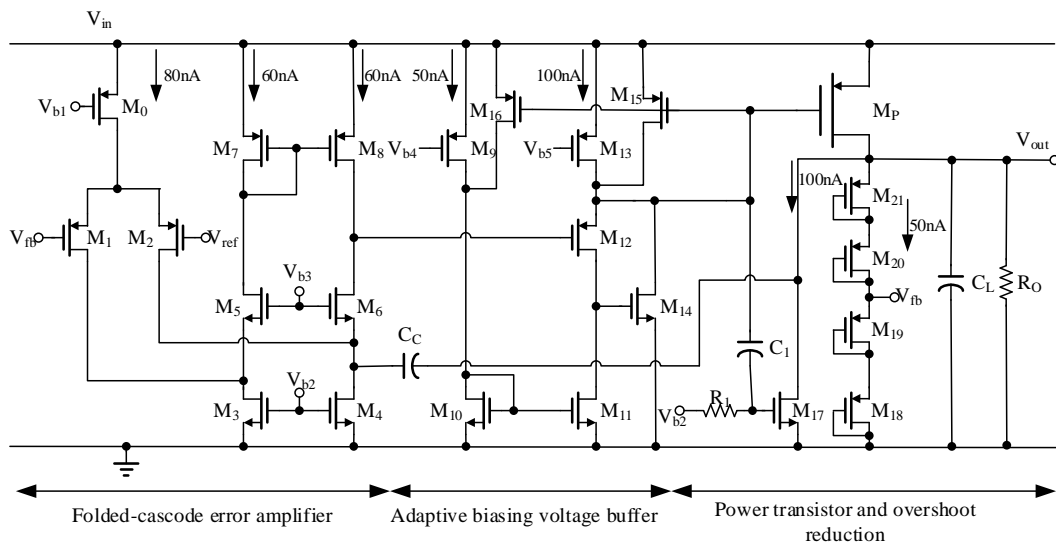 V_in
80nA
60nA
60nA
50nA
100nA
V_b1
M_0
M_7
M_8
V_b4
M_9
M_16
V_b5
M_13
M_15
M_P
V_out
100nA
M_21
50nA
M_20
V_fb
M_1
M_2
V_ref
V_b3
M_5
M_6
M_12
M_14
C_C
C_1
V_fb
M_19
C_L
R_O
V_b2
M_3
M_4
M_10
M_11
V_b2
R_1
M_17
M_18
Folded-cascode error amplifier
Adaptive biasing voltage buffer
Power transistor and overshoot
reduction